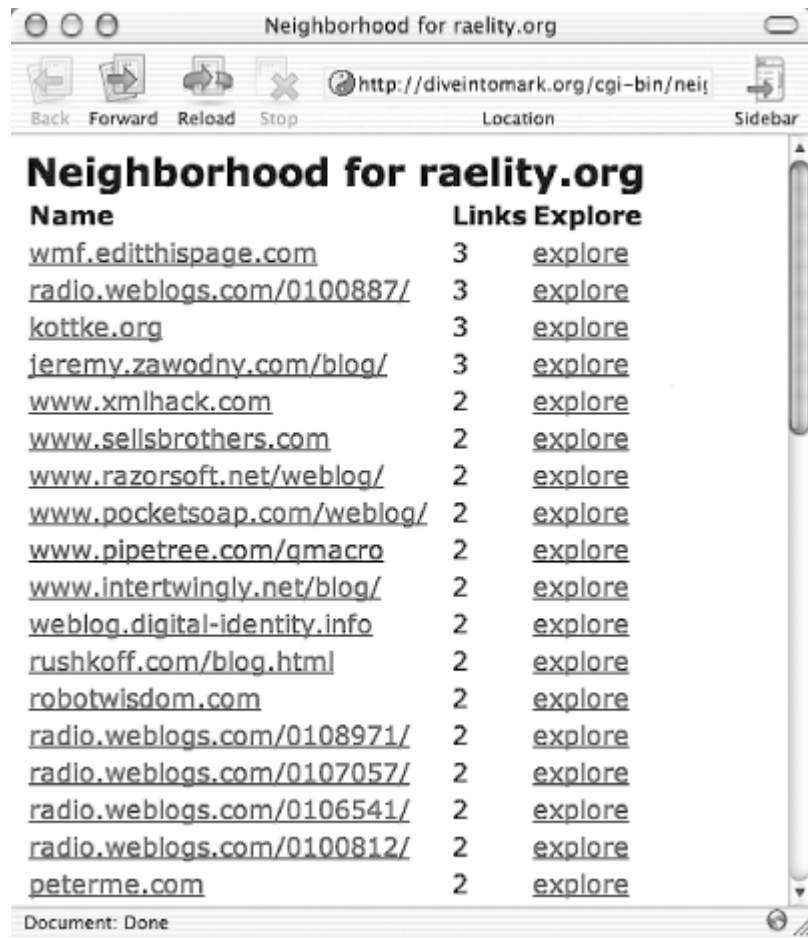 Neighborhood for raelity.org
http://diveintomark.org/cgi-bin/neig
Back Forward Reload Stop Location Sidebar
Neighborhood for raelity.org
Name Links Explore
wmf.editthispage.com 3 explore
radio.weblogs.com/0100887/ 3 explore
kottke.org 3 explore
jeremy.zawodny.com/blog/ 3 explore
www.xmlhack.com 2 explore
www.sellsbrothers.com 2 explore
www.razorsoft.net/weblog/ 2 explore
www.pocketsoap.com/weblog/ 2 explore
www.pipetree.com/qmacro 2 explore
www.intertwingly.net/blog/ 2 explore
weblog.digital-identity.info 2 explore
rushkoff.com/blog.html 2 explore
robotwisdom.com 2 explore
radio.weblogs.com/0108971/ 2 explore
radio.weblogs.com/0107057/ 2 explore
radio.weblogs.com/0106541/ 2 explore
radio.weblogs.com/0100812/ 2 explore
peterme.com 2 explore
Document: Done